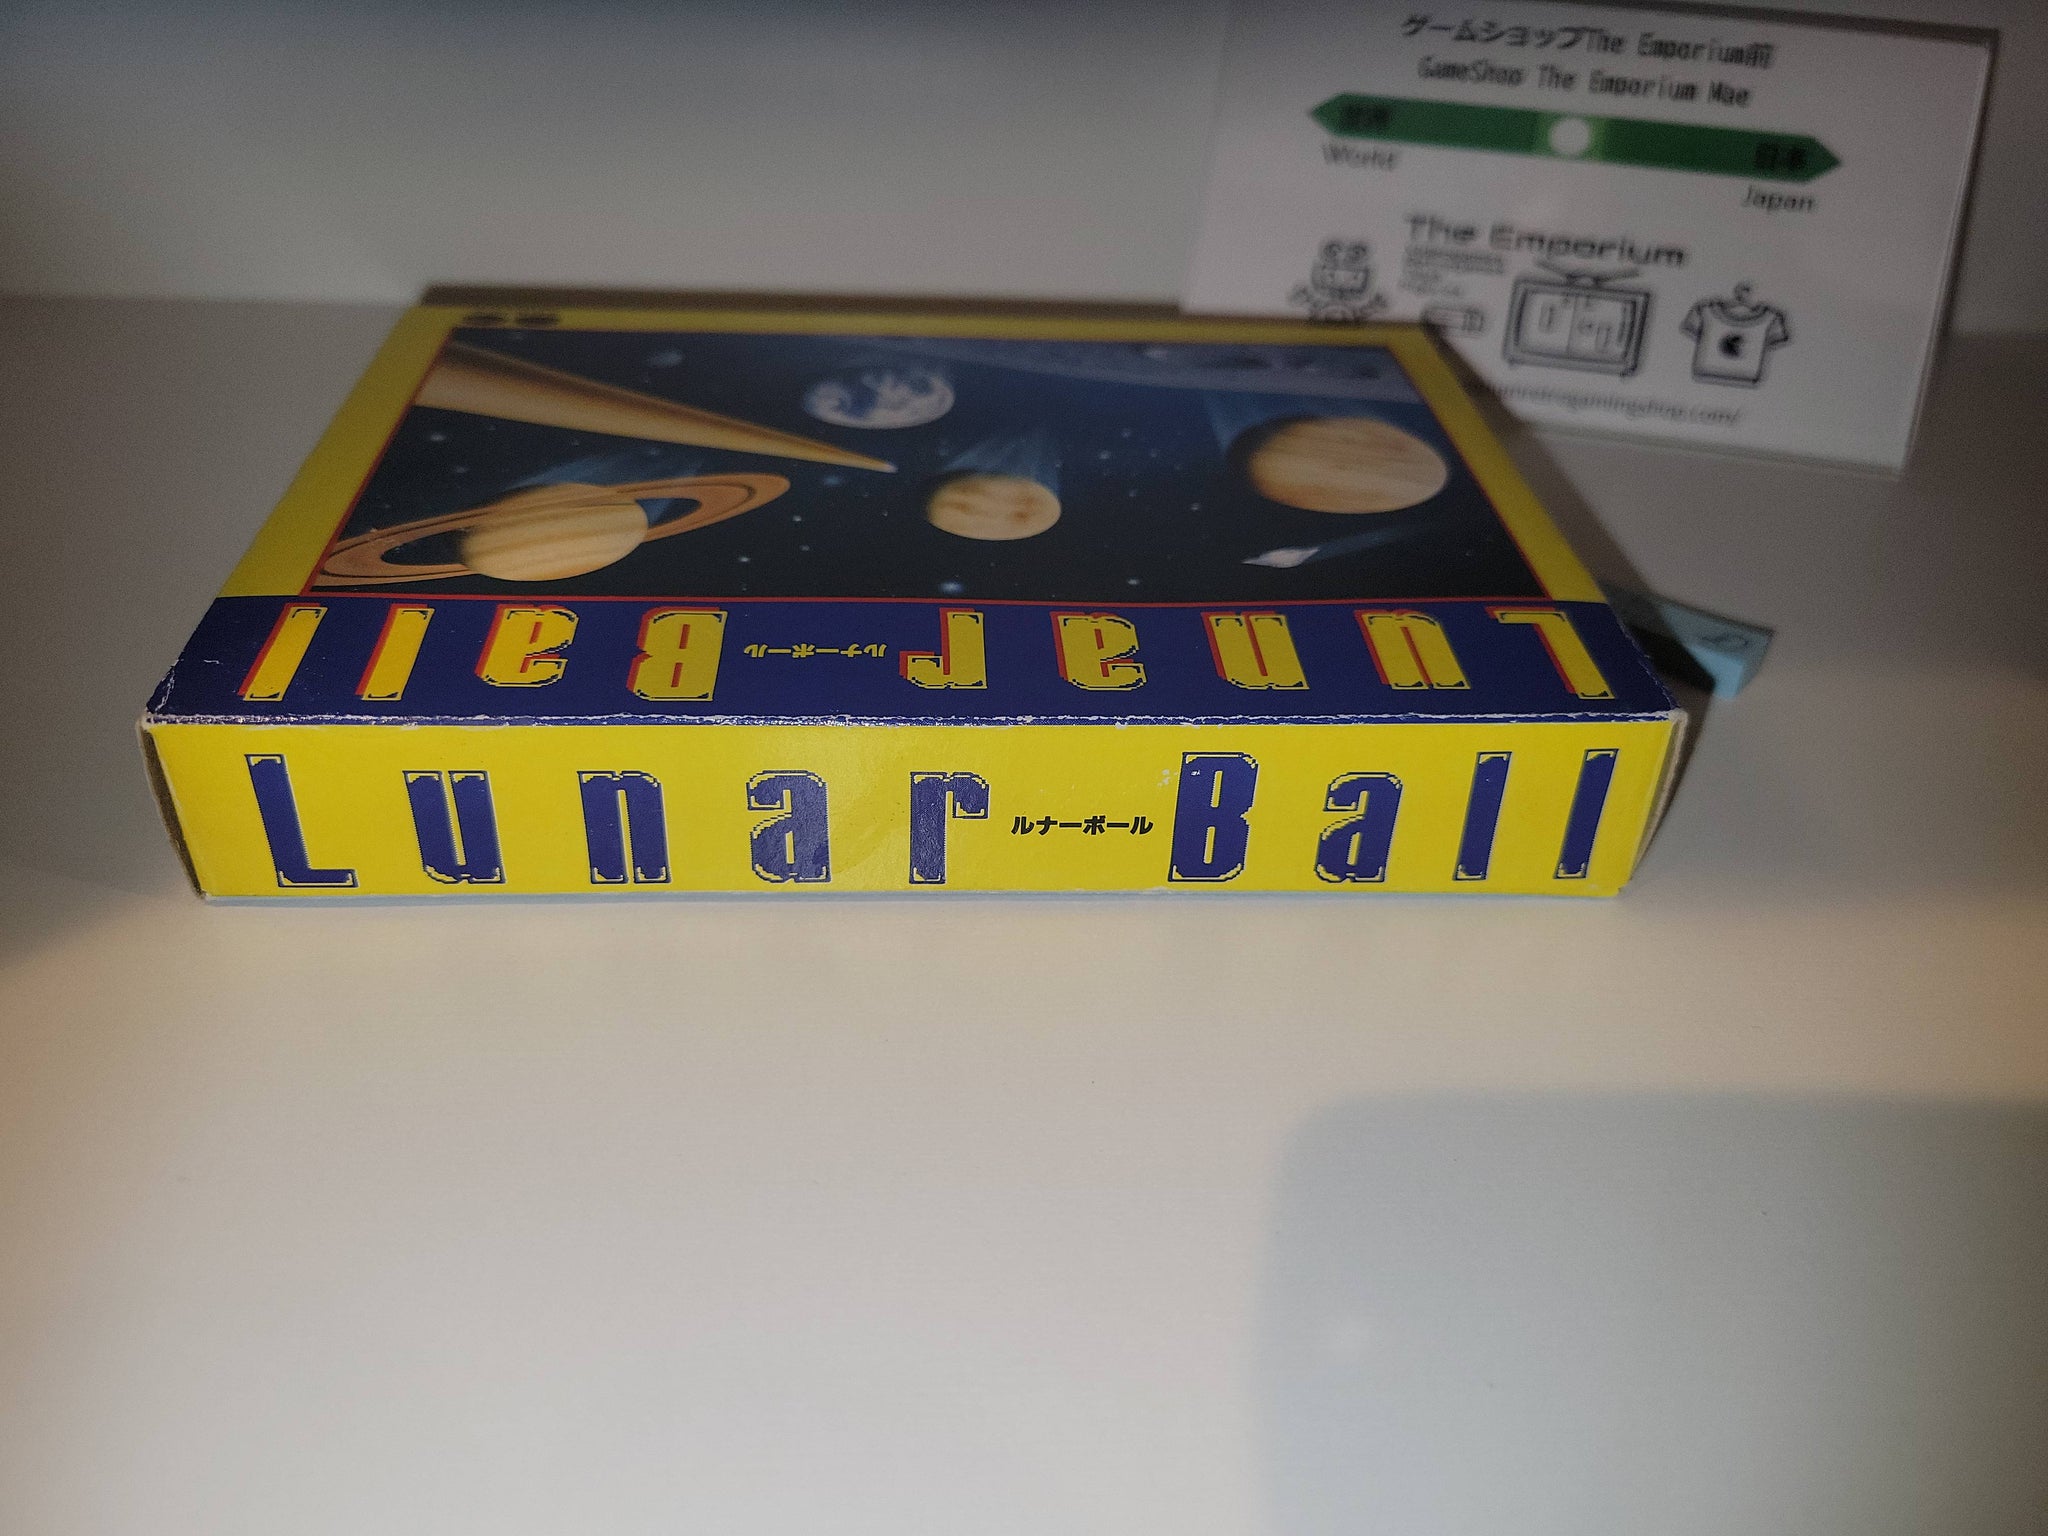 ゲームショップThe Emporium前
GameShop The Emporium Mae
World
Japan
The Emporium
Lunar Ball
ルナーボール
Lunar Ball
ルナーボール